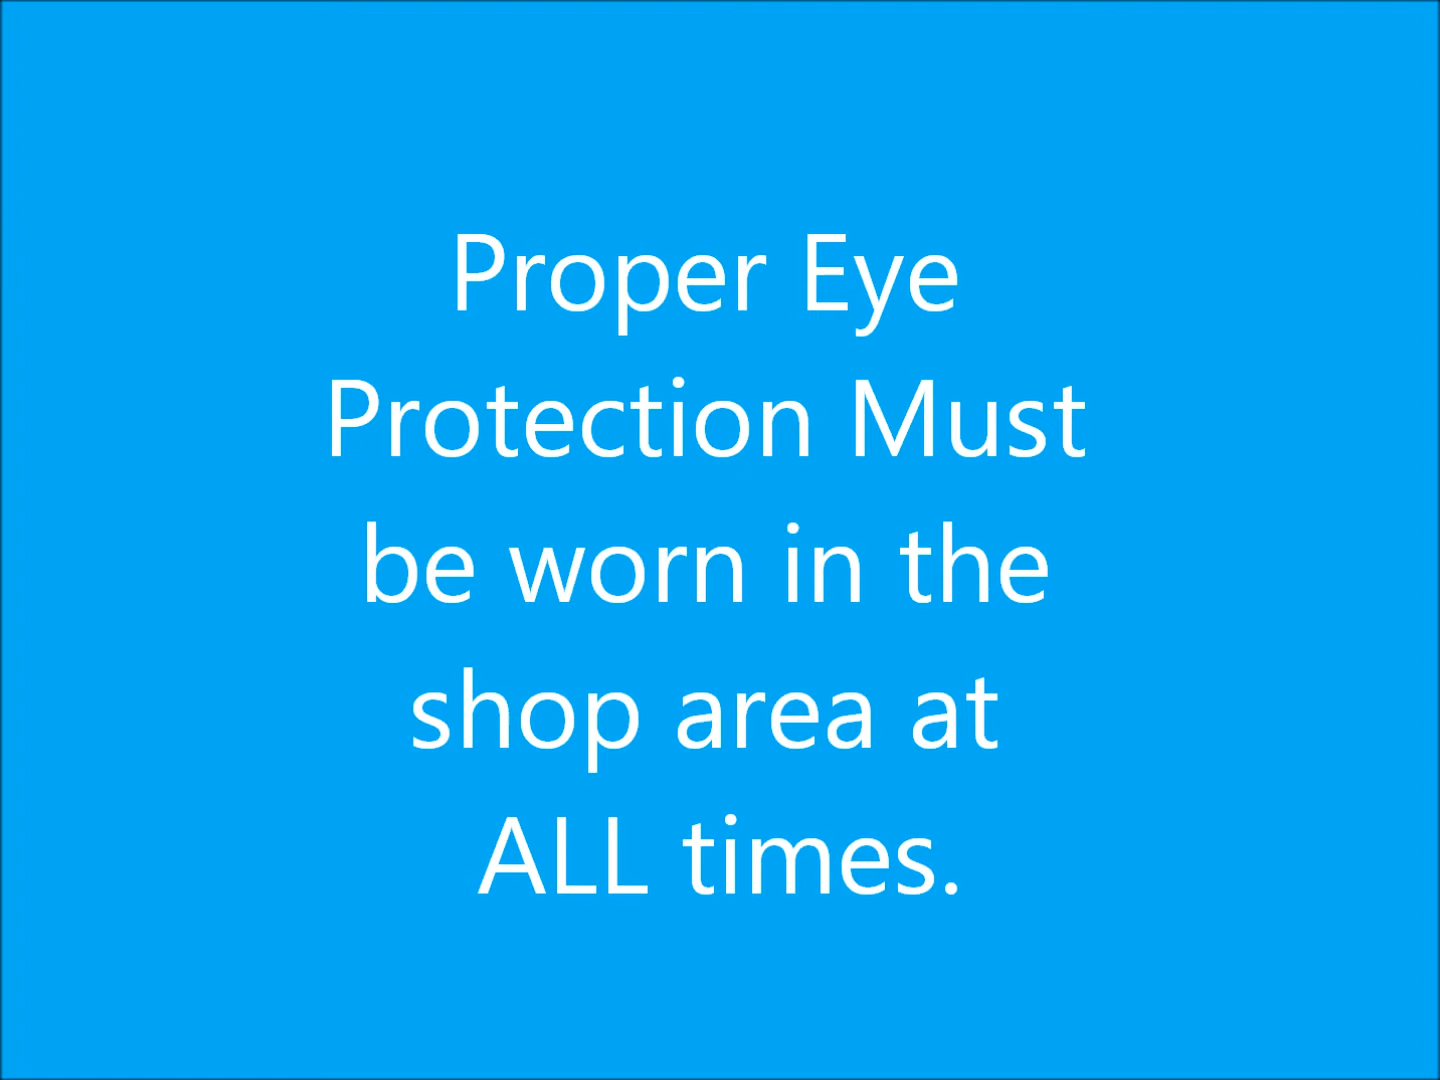 Proper Eye
Protection Must
be worn in the
shop area at
ALL times.